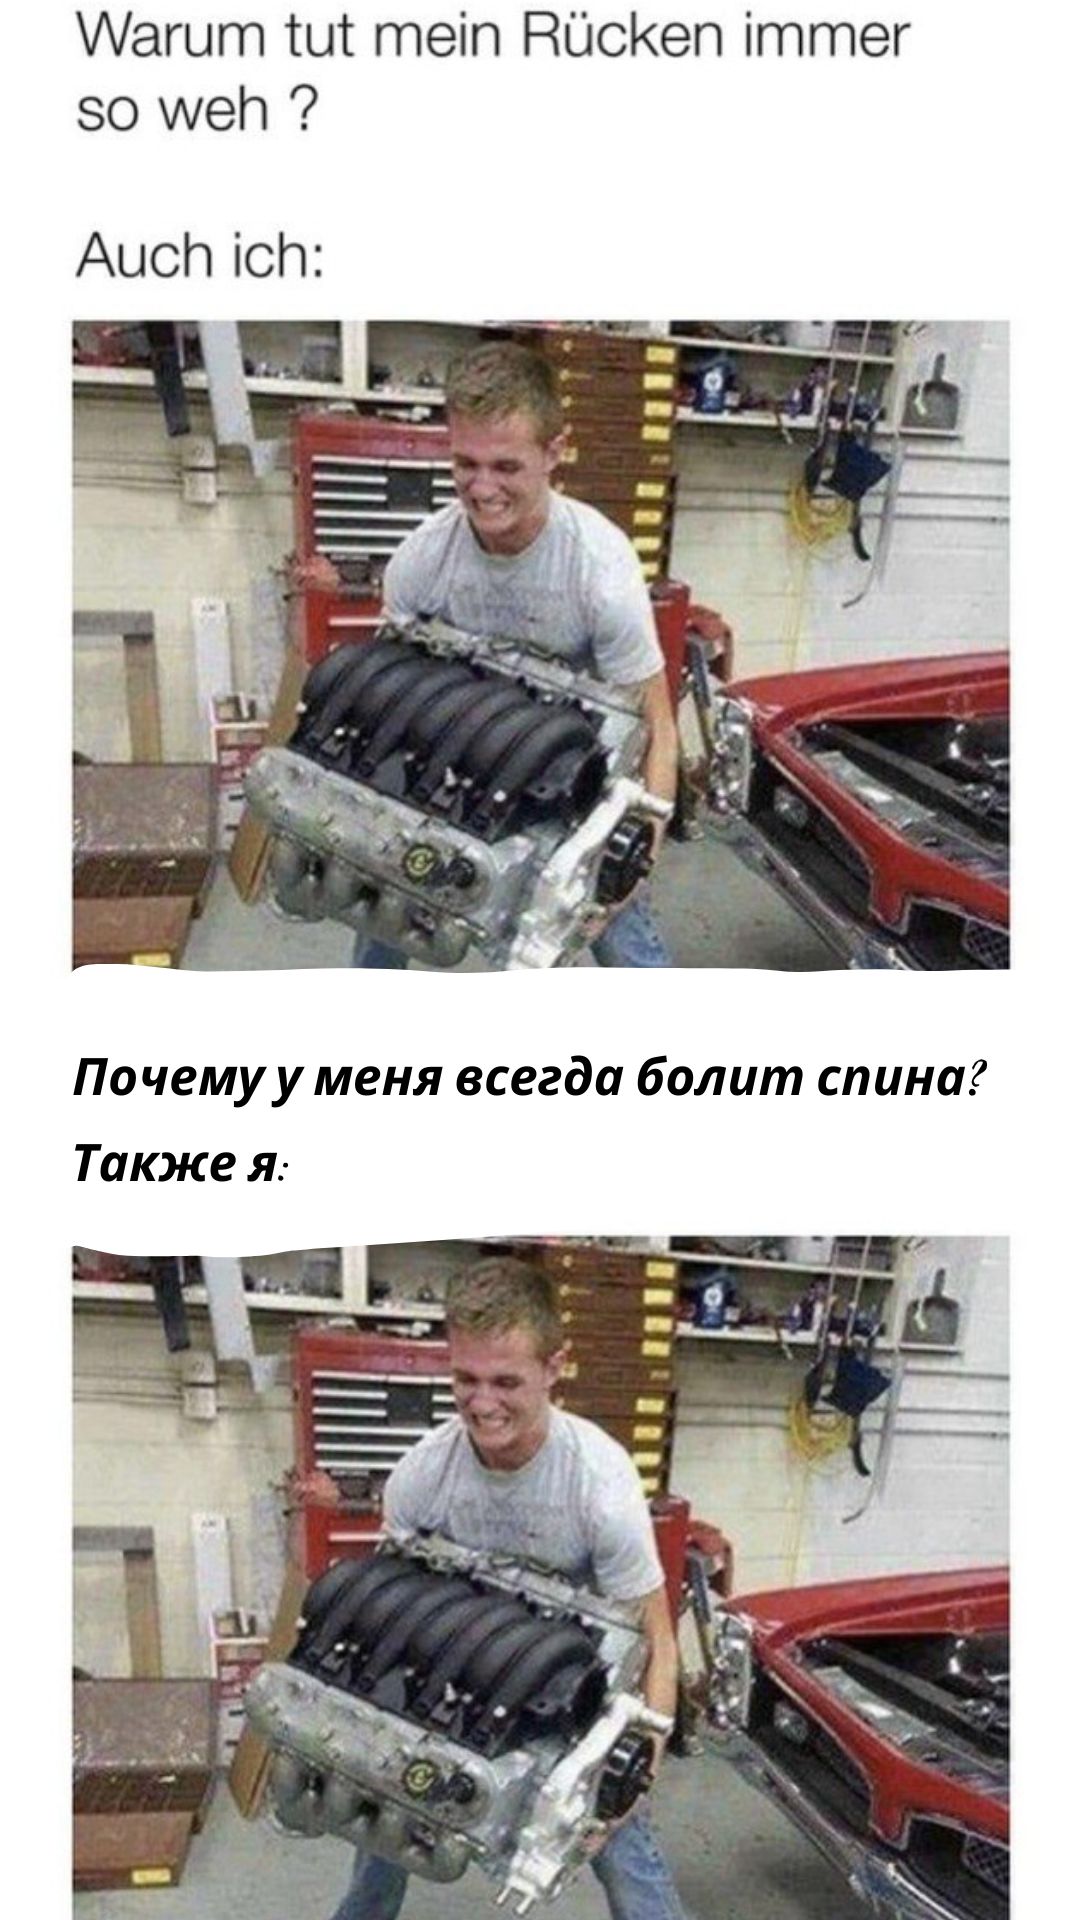 Warum tut mein Rücken immer
so weh ?
Auch ich:
Почему у меня всегда болит спина?
Также я: